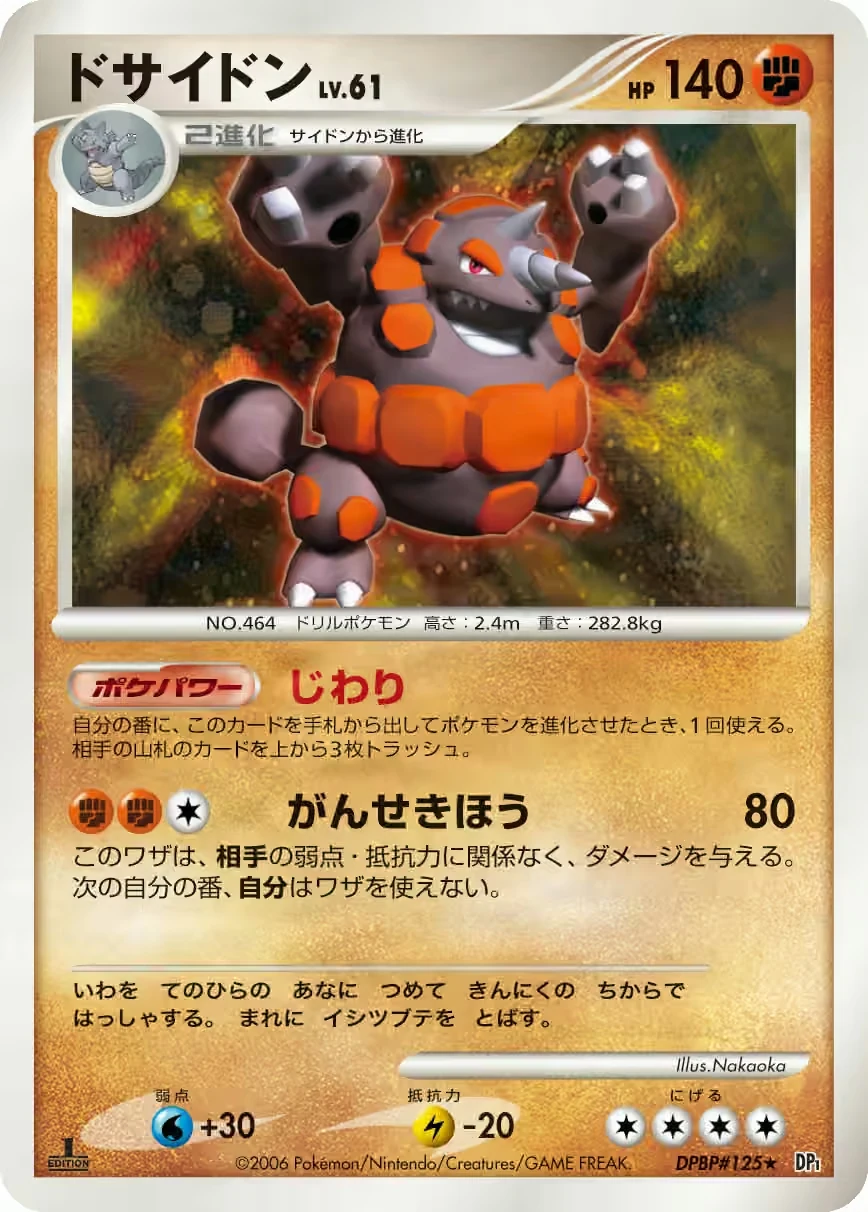 ドサイドン LV.61
HP 140
2進化 サイドンから進化
NO.464 ドリルポケモン 高さ：2.4m 重さ：282.8kg
ポケパワー じわり
自分の番に、このカードを手札から出してポケモンを進化させたとき、1回使える。
相手の山札のカードを上から3枚トラッシュ。
がんせきほう 80
このワザは、相手の弱点・抵抗力に関係なく、ダメージを与える。
次の自分の番、自分はワザを使えない。
いわを てのひらの あなに つめて きんにくの ちからで
はっしゃする。 まれに イシツブテを とばす。
Illus.Nakaoka
弱点 抵抗力 にげる
+30 -20
1 EDITION
©2006 Pokémon/Nintendo/Creatures/GAME FREAK.
DPBP#125★ DP1